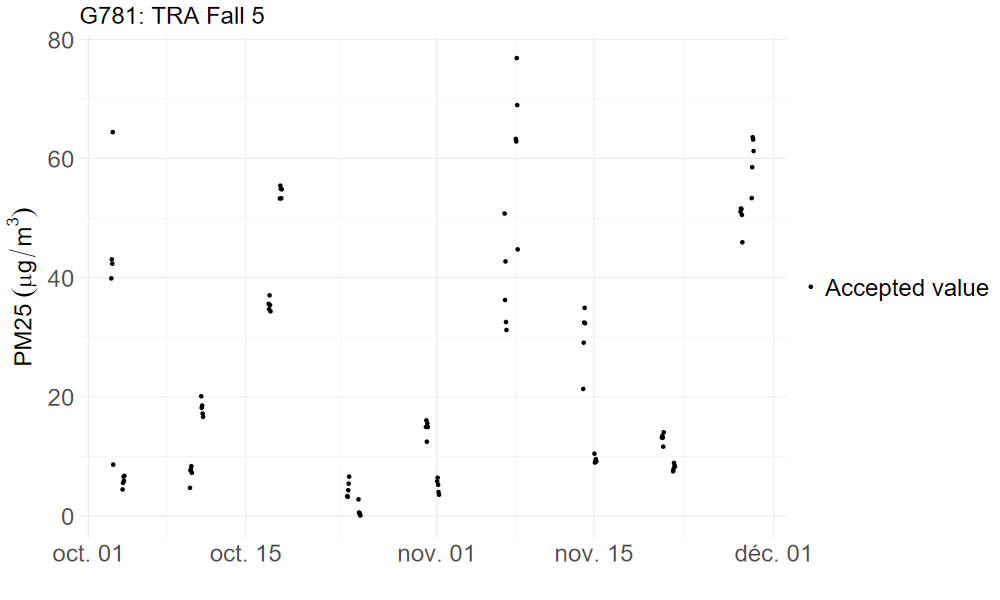 G781: TRA Fall 5
80
60
40
20
0
PM25 (μg/m³)
oct. 01
oct. 15
nov. 01
nov. 15
déc. 01
Accepted value